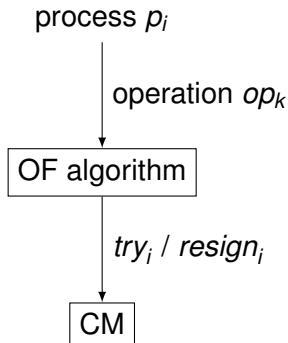 process pᵢ
operation opₖ
OF algorithm
tryᵢ / resignᵢ
CM